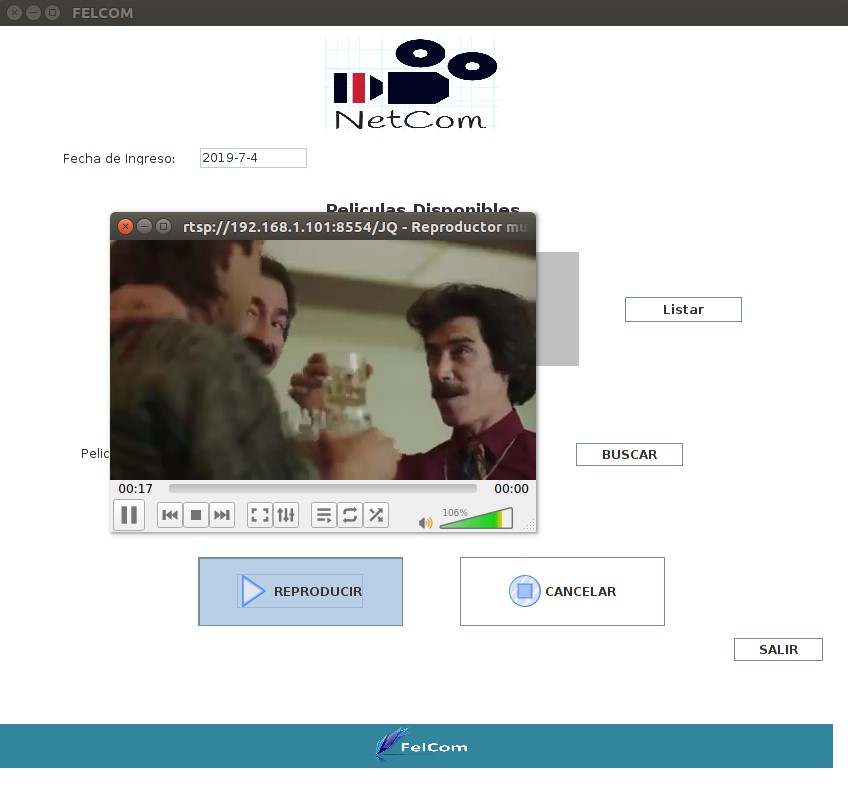 FELCOM
NetCom
Fecha de Ingreso: 2019-7-4
Peliculas Disponibles
rtsp://192.168.1.101:8554/JQ - Reproductor mu
Listar
Pelic
BUSCAR
00:17 00:00
106%
REPRODUCIR CANCELAR
SALIR
FelCom